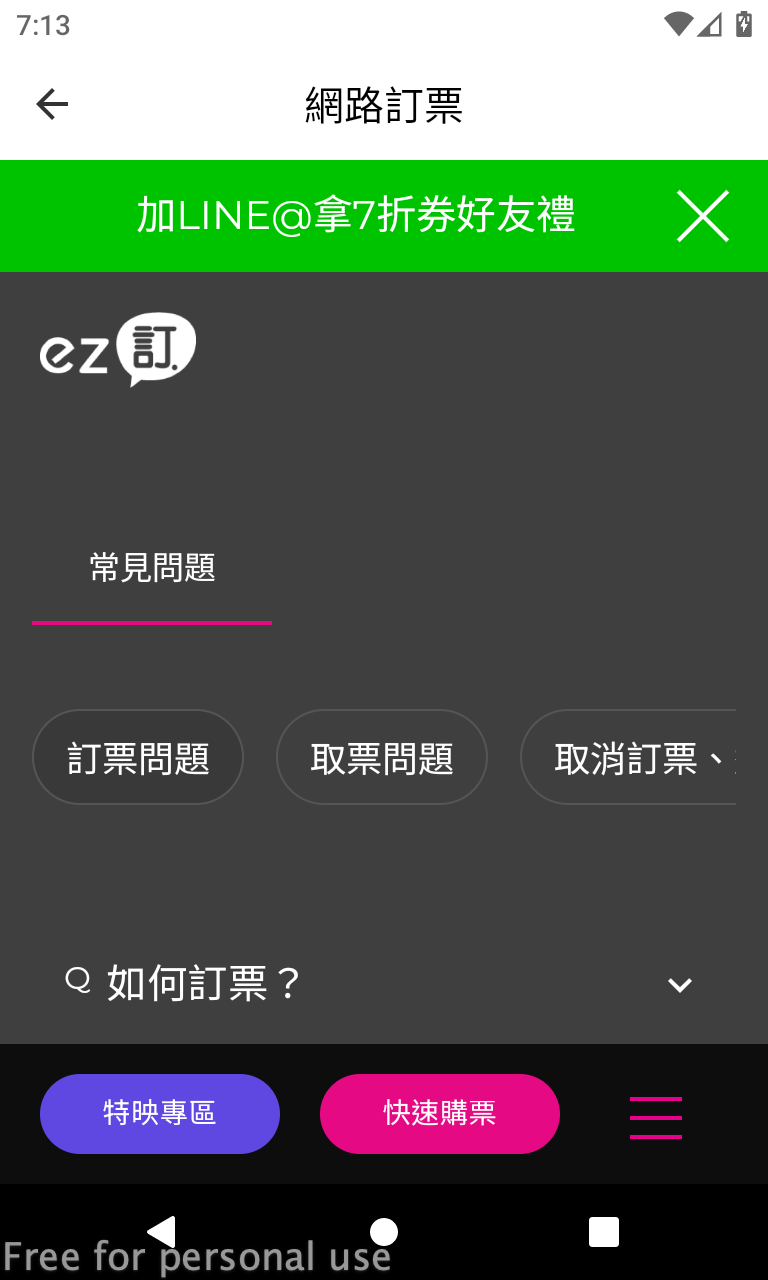 7:13
網路訂票
加LINE@拿7折券好友禮
ez訂
常見問題
訂票問題
取票問題
取消訂票、
Q 如何訂票？
特映專區
快速購票
Free for personal use